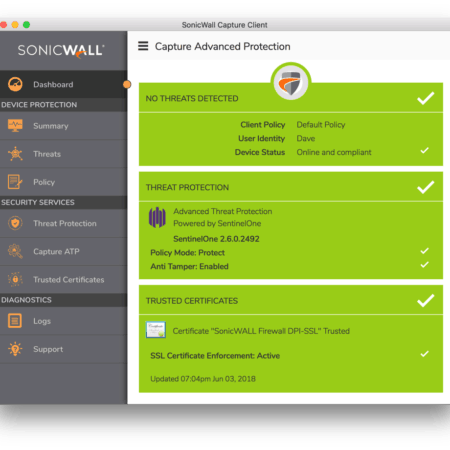 SonicWall Capture Client
SONICWALL
Capture Advanced Protection
Dashboard
DEVICE PROTECTION
Summary
Threats
Policy
SECURITY SERVICES
Threat Protection
Capture ATP
Trusted Certificates
DIAGNOSTICS
Logs
Support
NO THREATS DETECTED
Client Policy Default Policy
User Identity Dave
Device Status Online and compliant
THREAT PROTECTION
Advanced Threat Protection
Powered by SentinelOne
SentinelOne 2.6.0.2492
Policy Mode: Protect
Anti Tamper: Enabled
TRUSTED CERTIFICATES
Certificate "SonicWALL Firewall DPI-SSL" Trusted
SSL Certificate Enforcement: Active
Updated 07:04pm Jun 03, 2018